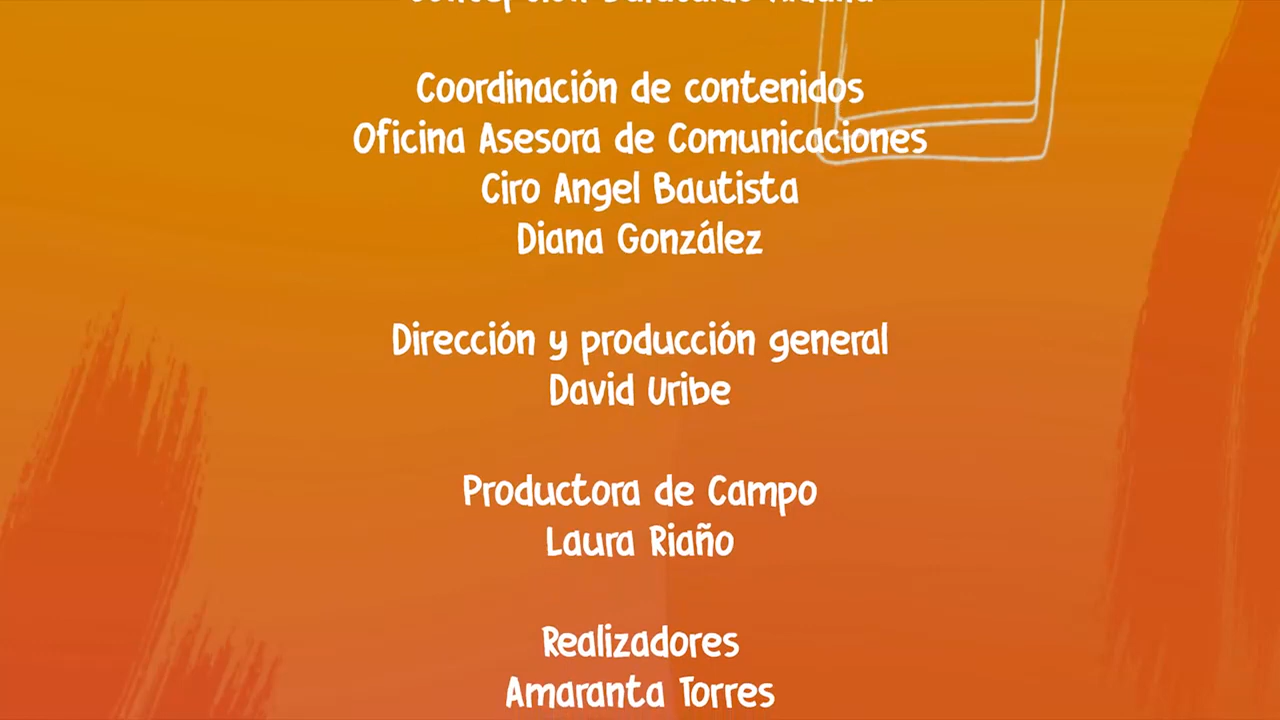 Coordinación de contenidos
Oficina Asesora de Comunicaciones
Ciro Angel Bautista
Diana González
Dirección y producción general
David Uribe
Productora de Campo
Laura Riaño
Realizadores
Amaranta Torres